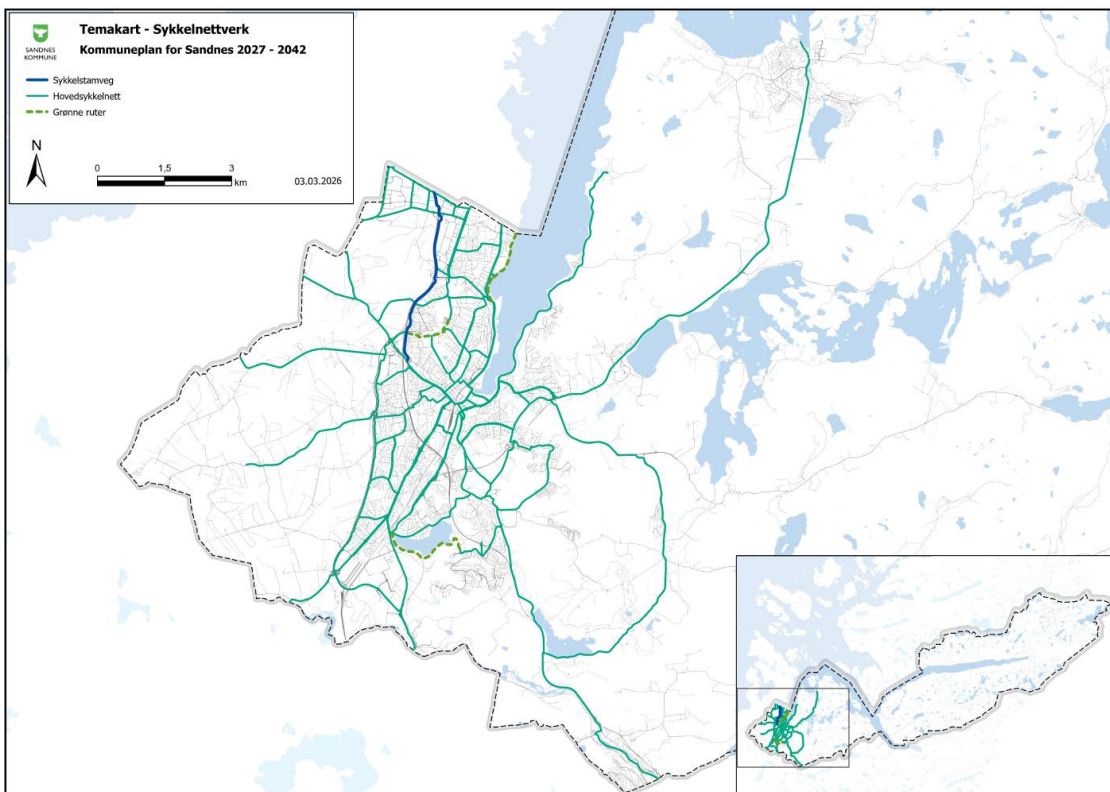 Temakart - Sykkelnettverk
Kommuneplan for Sandnes 2027 - 2042
SANDNES
KOMMUNE
Sykkelstamveg
Hovedsykkelnett
Grønne ruter
N
0 1,5 3
km
03.03.2026